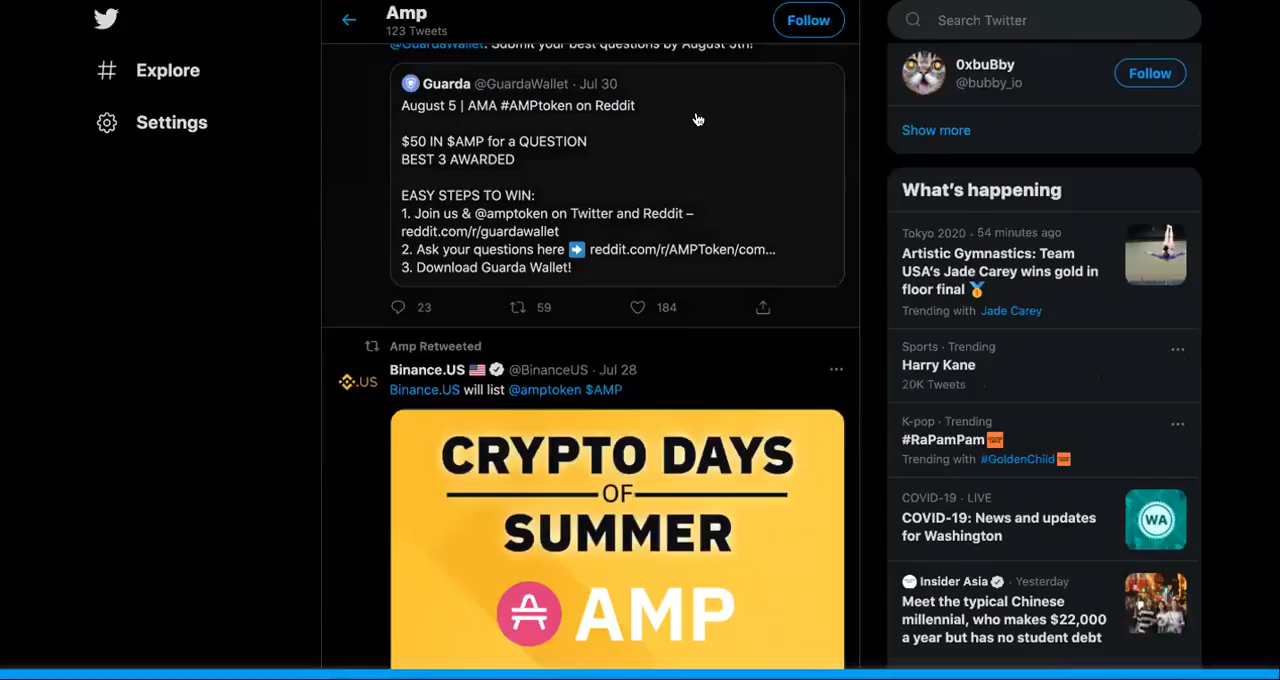 Explore
Settings
Amp
123 Tweets
Follow
@GuardaWallet. Submit your best questions by August 5th!
Guarda @GuardaWallet · Jul 30
August 5 | AMA #AMPtoken on Reddit
$50 IN $AMP for a QUESTION
BEST 3 AWARDED
EASY STEPS TO WIN:
1. Join us & @amptoken on Twitter and Reddit –
reddit.com/r/guardawallet
2. Ask your questions here ➡ reddit.com/r/AMPToken/com...
3. Download Guarda Wallet!
23 59 184
Amp Retweeted
Binance.US @BinanceUS · Jul 28
.US
Binance.US will list @amptoken $AMP
CRYPTO DAYS
OF
SUMMER
AMP
Search Twitter
0xbuBby
@bubby_io
Follow
Show more
What's happening
Tokyo 2020 · 54 minutes ago
Artistic Gymnastics: Team
USA's Jade Carey wins gold in
floor final 🥇
Trending with Jade Carey
Sports · Trending
Harry Kane
20K Tweets
K-pop · Trending
#RaPamPam
Trending with #GoldenChild
COVID-19 · LIVE
COVID-19: News and updates
for Washington
WA
Insider Asia · Yesterday
Meet the typical Chinese
millennial, who makes $22,000
a year but has no student debt